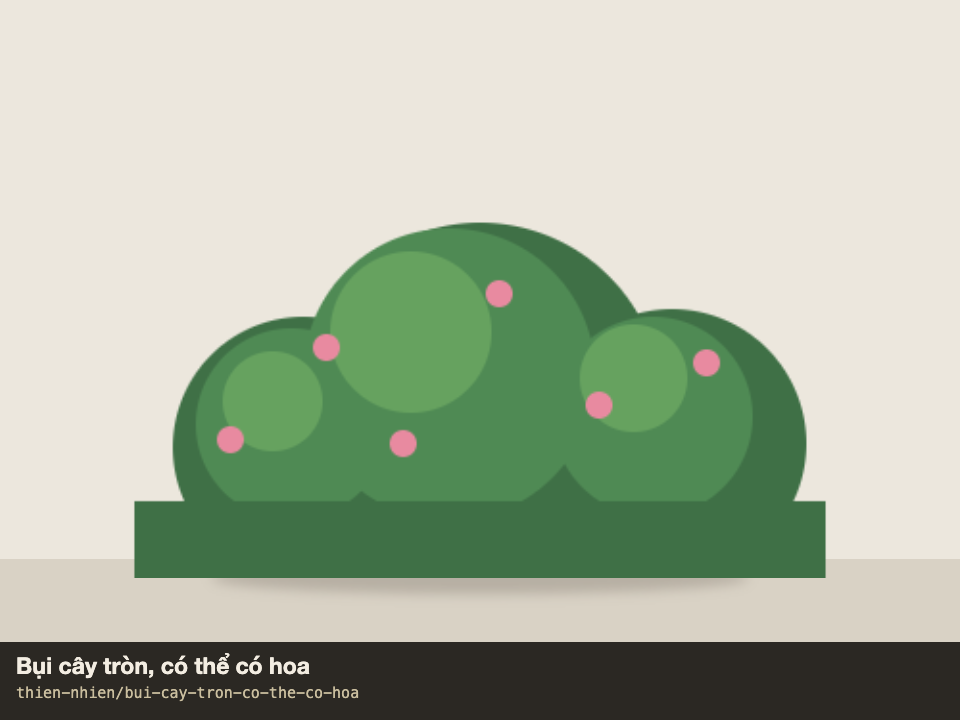 Bụi cây tròn, có thể có hoa
thien-nhien/bui-cay-tron-co-the-co-hoa